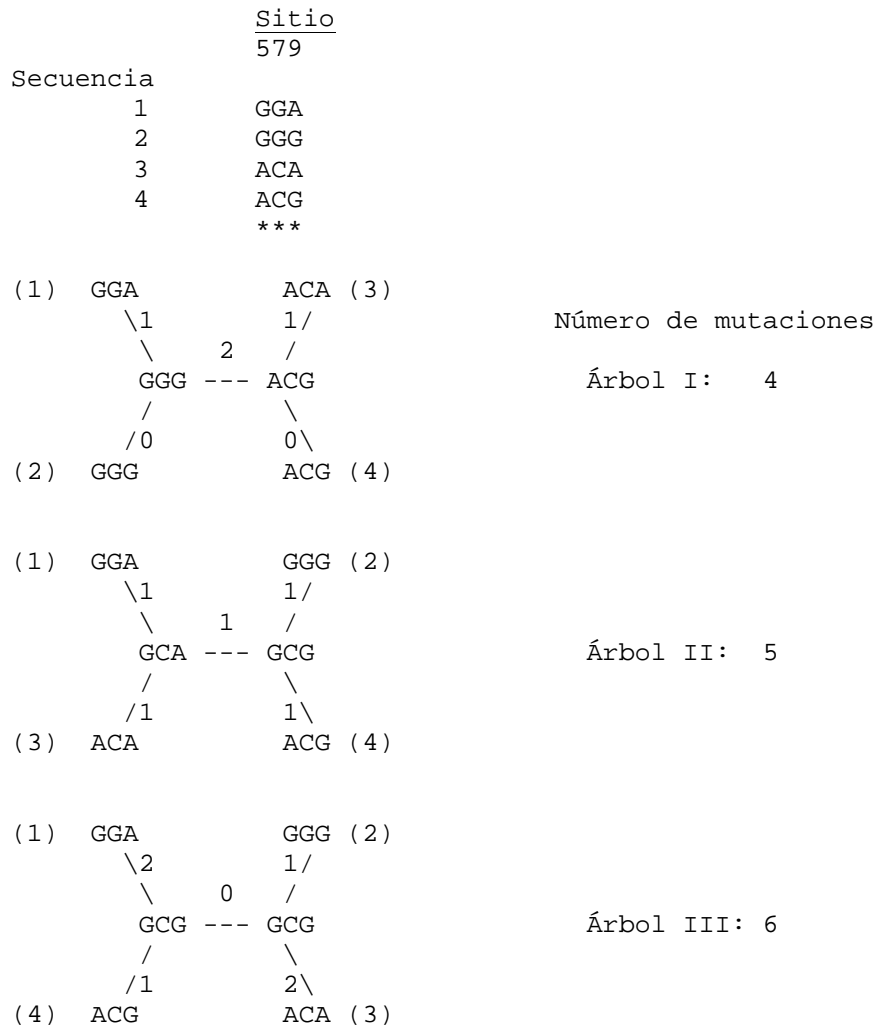 Sitio
579
Secuencia
1 GGA
2 GGG
3 ACA
4 ACG
***
(1) GGA ACA (3)
\1 1/ Número de mutaciones
\ 2 /
GGG --- ACG Árbol I: 4
/ \
/0 0\
(2) GGG ACG (4)
(1) GGA GGG (2)
\1 1/
\ 1 /
GCA --- GCG Árbol II: 5
/ \
/1 1\
(3) ACA ACG (4)
(1) GGA GGG (2)
\2 1/
\ 0 /
GCG --- GCG Árbol III: 6
/ \
/1 2\
(4) ACG ACA (3)